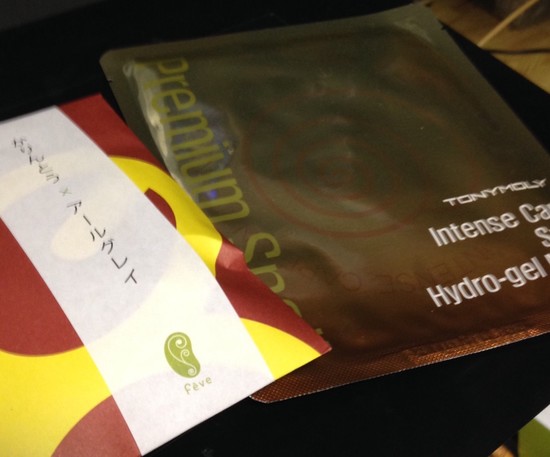 かりんとう×アールグレイ
fève
premium spa
TONYMOLY
Intense Ca
S
Hydro-gel